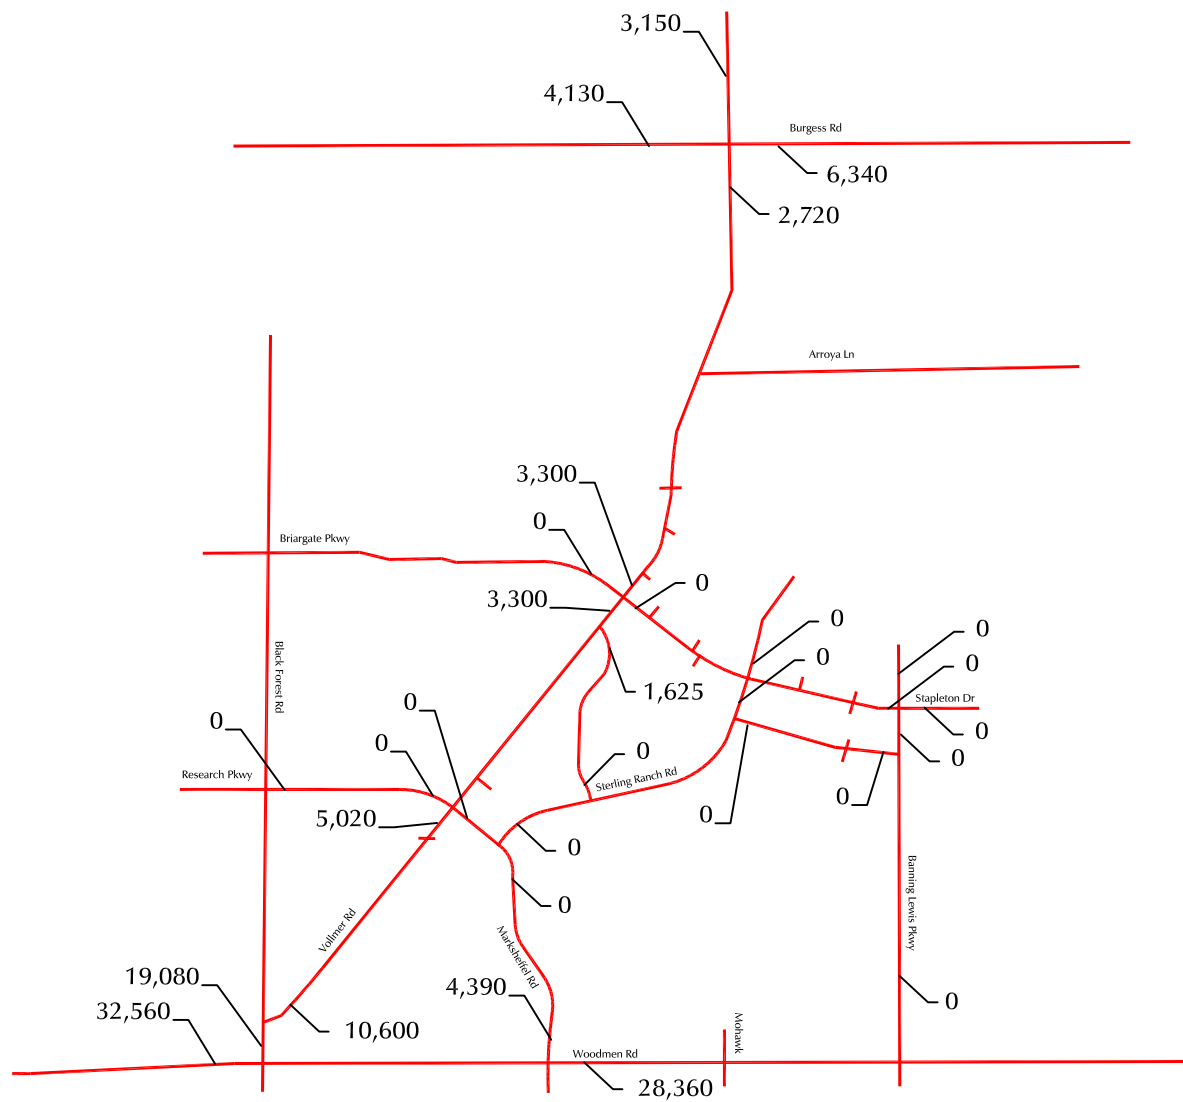 3,150
4,130
Burgess Rd
6,340
2,720
Arroya Ln
3,300
0
Briargate Pkwy
0
3,300
0
0
0
0
Black Forest Rd
1,625
Stapleton Dr
0
0
0
0
0
0
Sterling Ranch Rd
Research Pkwy
0
0
5,020
0
0
Banning Lewis Pkwy
0
Vollmer Rd
Marksheffel Rd
19,080
4,390
0
32,560
10,600
Mohawk
Woodmen Rd
28,360